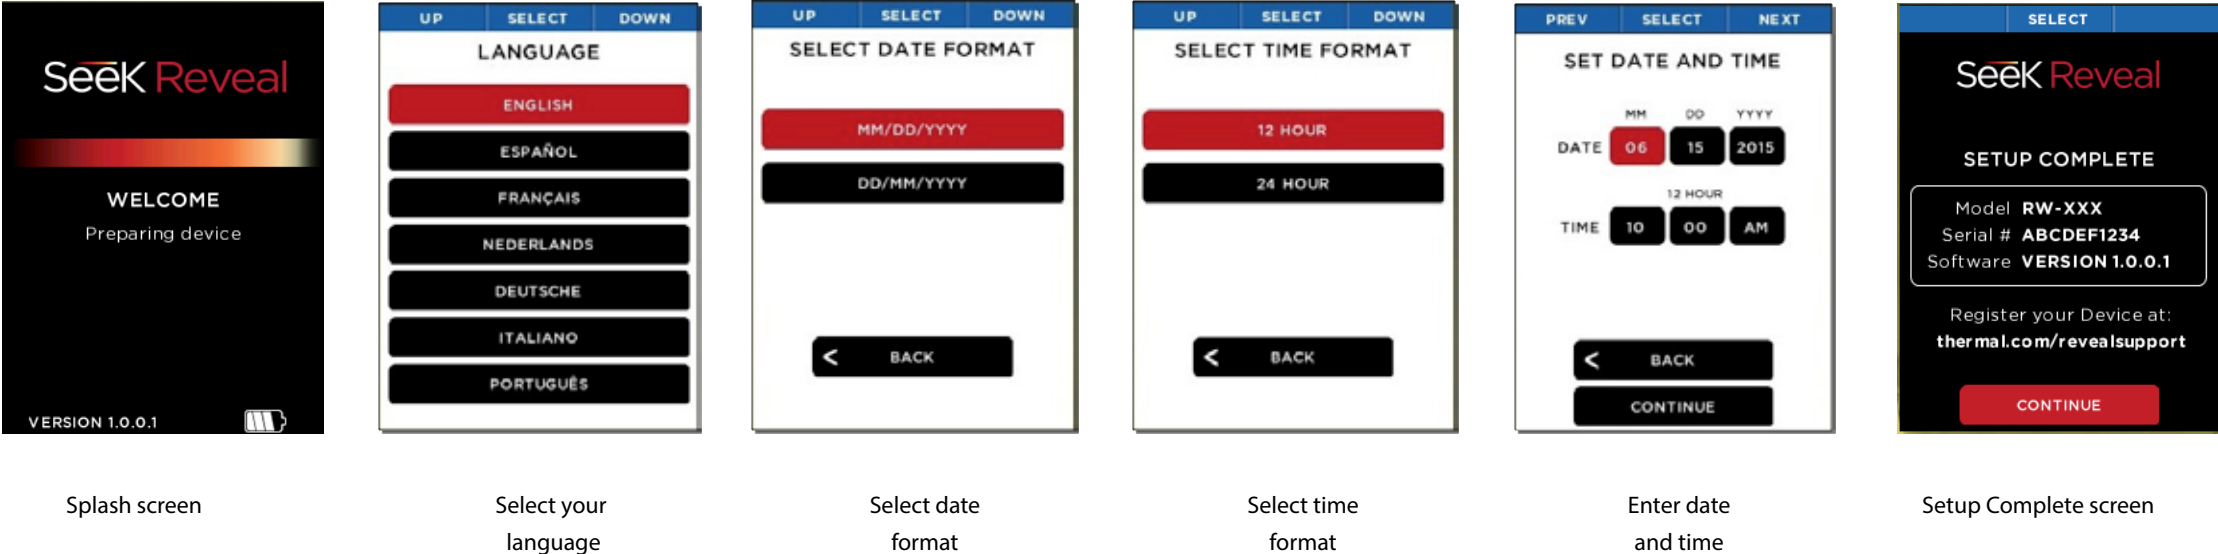 Seek Reveal
WELCOME
Preparing device
VERSION 1.0.0.1
Splash screen
UP SELECT DOWN
LANGUAGE
ENGLISH
ESPAÑOL
FRANÇAIS
NEDERLANDS
DEUTSCHE
ITALIANO
PORTUGUÊS
Select your
language
UP SELECT DOWN
SELECT DATE FORMAT
MM/DD/YYYY
DD/MM/YYYY
< BACK
Select date
format
UP SELECT DOWN
SELECT TIME FORMAT
12 HOUR
24 HOUR
< BACK
Select time
format
PREV SELECT NEXT
SET DATE AND TIME
MM DD YYYY
DATE 06 15 2015
12 HOUR
TIME 10 00 AM
< BACK
CONTINUE
Enter date
and time
SELECT
Seek Reveal
SETUP COMPLETE
Model RW-XXX
Serial # ABCDEF1234
Software VERSION 1.0.0.1
Register your Device at:
thermal.com/revealsupport
CONTINUE
Setup Complete screen